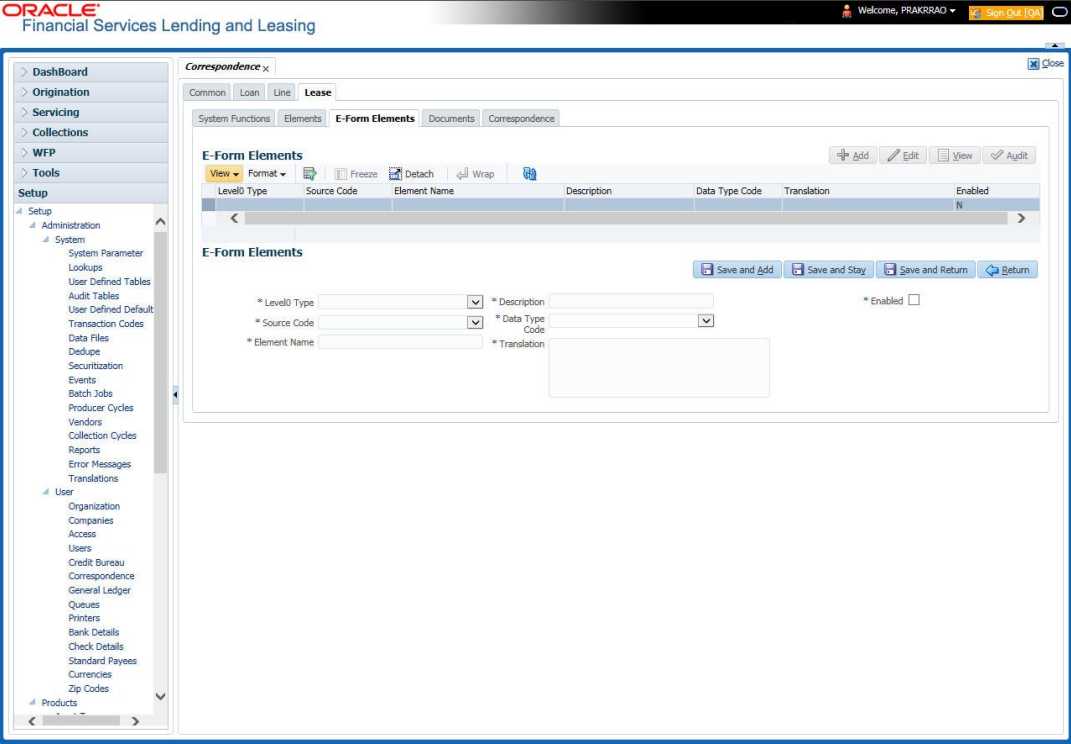 ORACLE
Financial Services Lending and Leasing
Welcome, PRAKRRAO
Sign Out [QA]
DashBoard
Origination
Servicing
Collections
WFP
Tools
Setup
Setup
Administration
System
System Parameter
Lookups
User Defined Tables
Audit Tables
User Defined Default
Transaction Codes
Data Files
Dedupe
Securitization
Events
Batch Jobs
Producer Cycles
Vendors
Collection Cycles
Reports
Error Messages
Translations
User
Organization
Companies
Access
Users
Credit Bureau
Correspondence
General Ledger
Queues
Printers
Bank Details
Check Details
Standard Payees
Currencies
Zip Codes
Products
Correspondence x
Close
Common Loan Line Lease
System Functions Elements E-Form Elements Documents Correspondence
E-Form Elements
Add Edit View Audit
View Format Freeze Detach Wrap
Level0 Type Source Code Element Name Description Data Type Code Translation Enabled
N
E-Form Elements
Save and Add Save and Stay Save and Return Return
* Level0 Type
* Source Code
* Element Name
* Description
* Data Type Code
* Translation
* Enabled